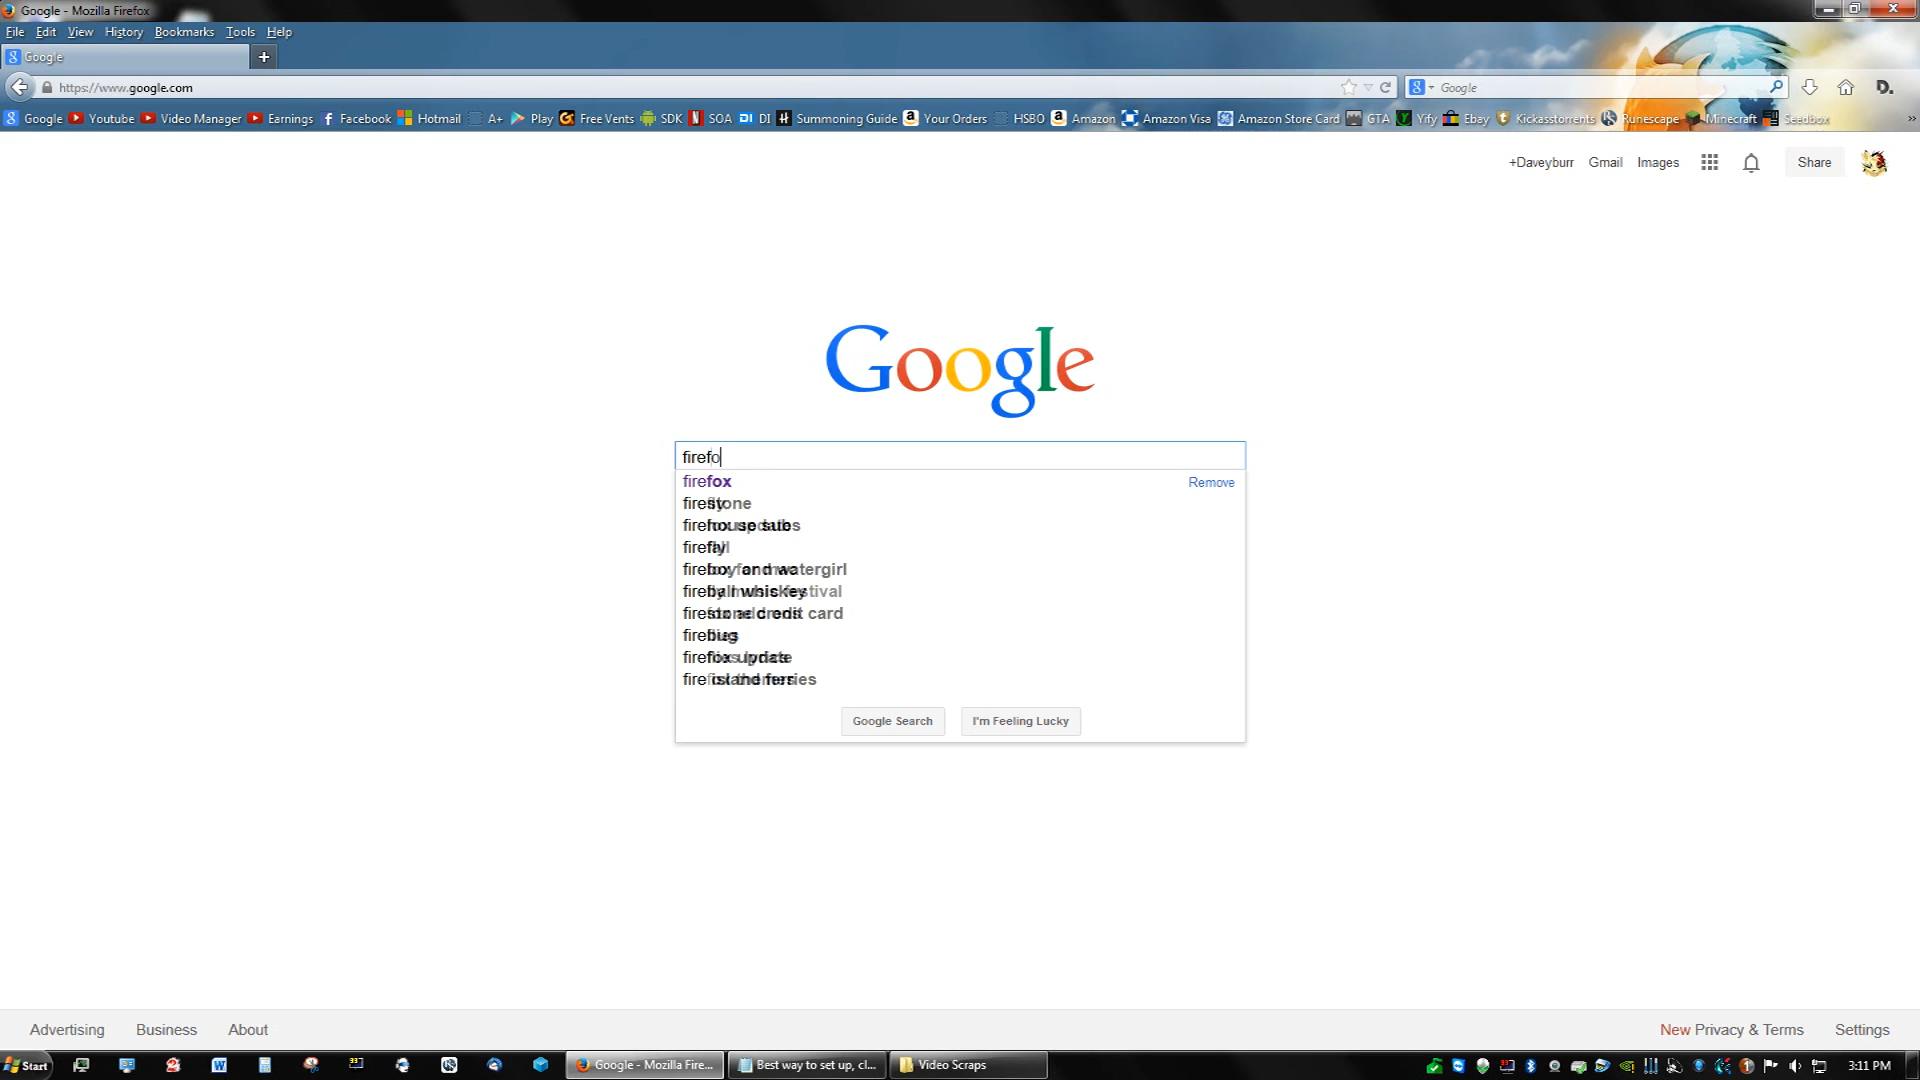 Google - Mozilla Firefox
File Edit View History Bookmarks Tools Help
Google
https://www.google.com
Google
Google Youtube Video Manager Earnings Facebook Hotmail A+ Play Free Vents SDK SOA DI Summoning Guide Your Orders HSBO Amazon Amazon Visa Amazon Store Card GTA Yify Ebay Kickasstorrents Runescape Minecraft Seedbox »
+Daveyburr Gmail Images Share
Google
firefo
firefox Remove
Google Search I'm Feeling Lucky
Advertising Business About New Privacy & Terms Settings
Start Google - Mozilla Fire... Best way to set up, cl... Video Scraps 3:11 PM